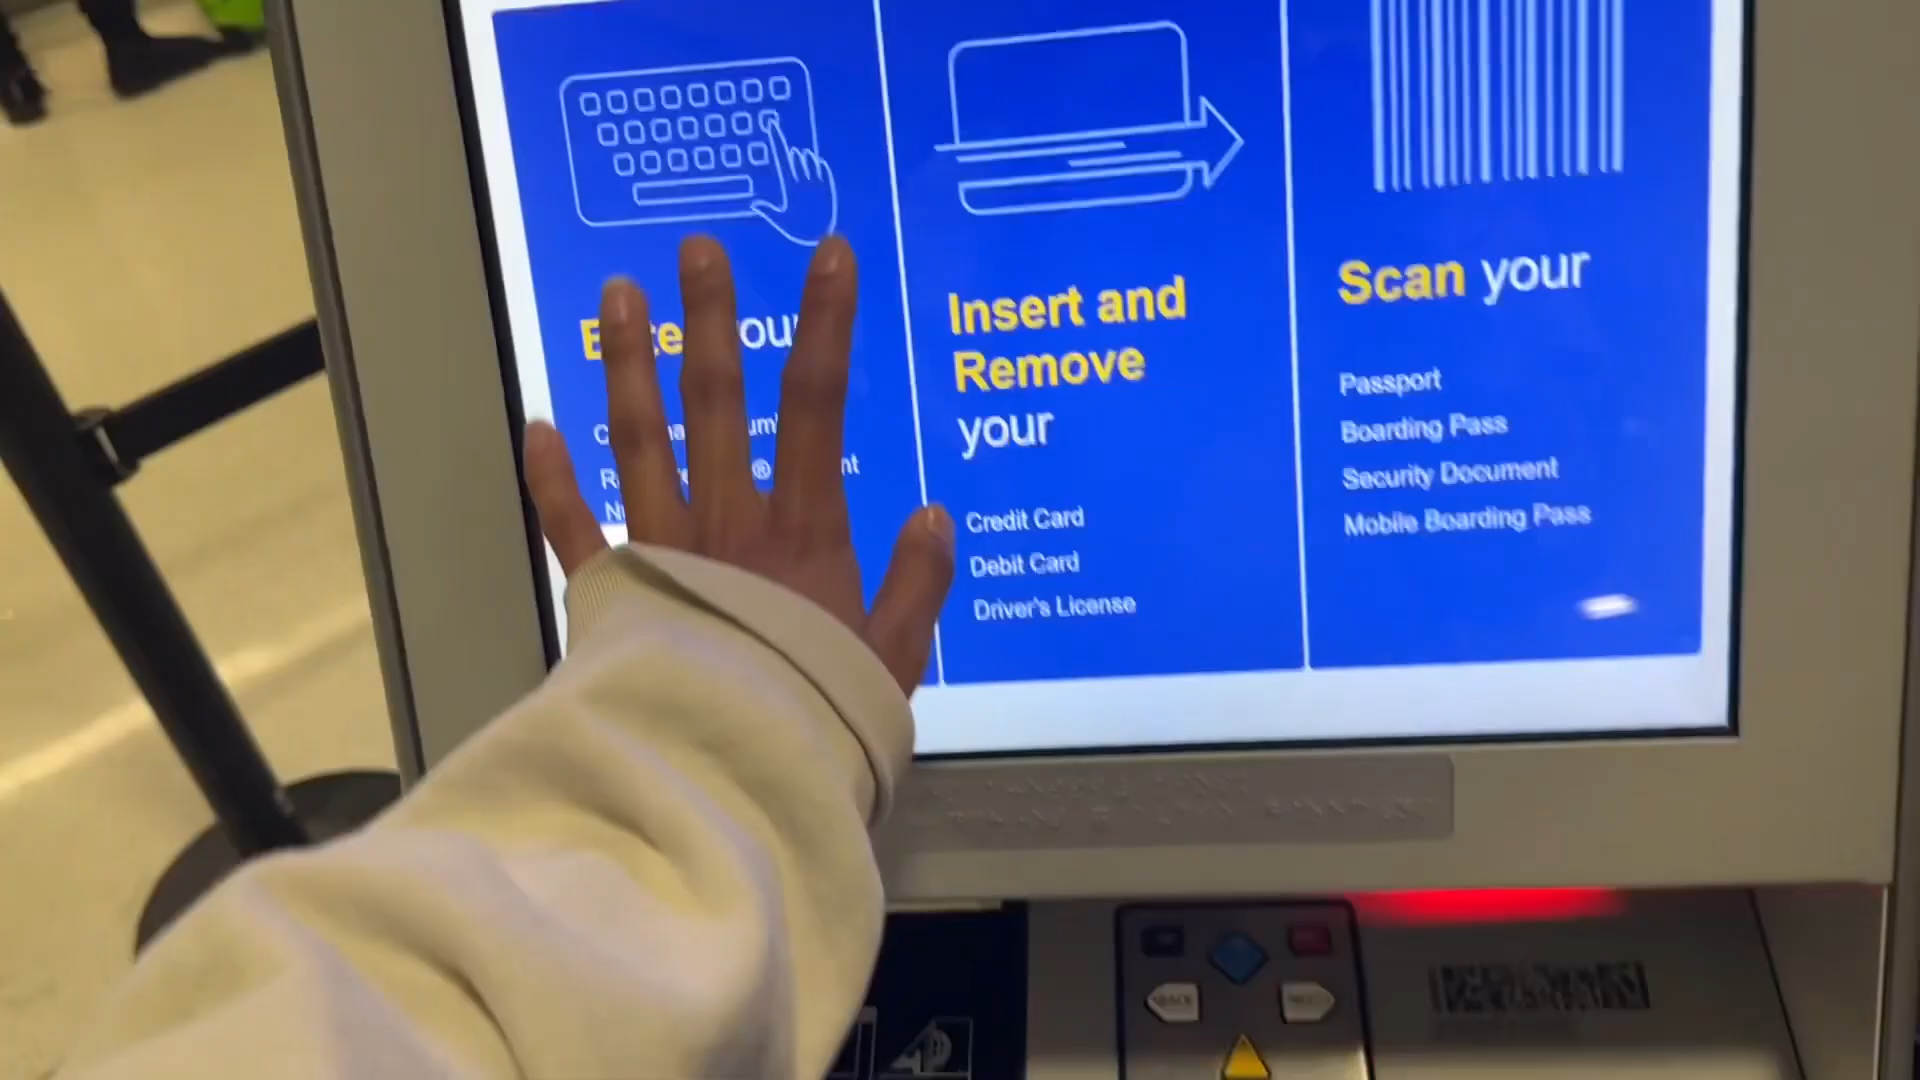 your
® 
Insert and
Remove
your
Credit Card
Debit Card
Driver's License
Scan your
Passport
Boarding Pass
Security Document
Mobile Boarding Pass